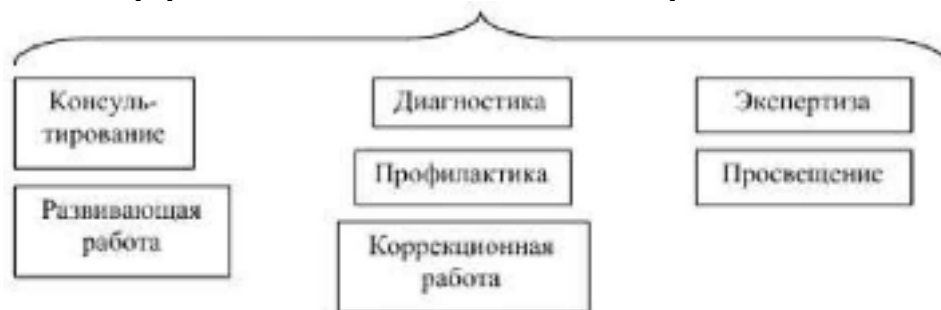 Консуль-
тирование
Развивающая
работа
Диагностика
Профилактика
Коррекционная
работа
Экспертиза
Просвещение